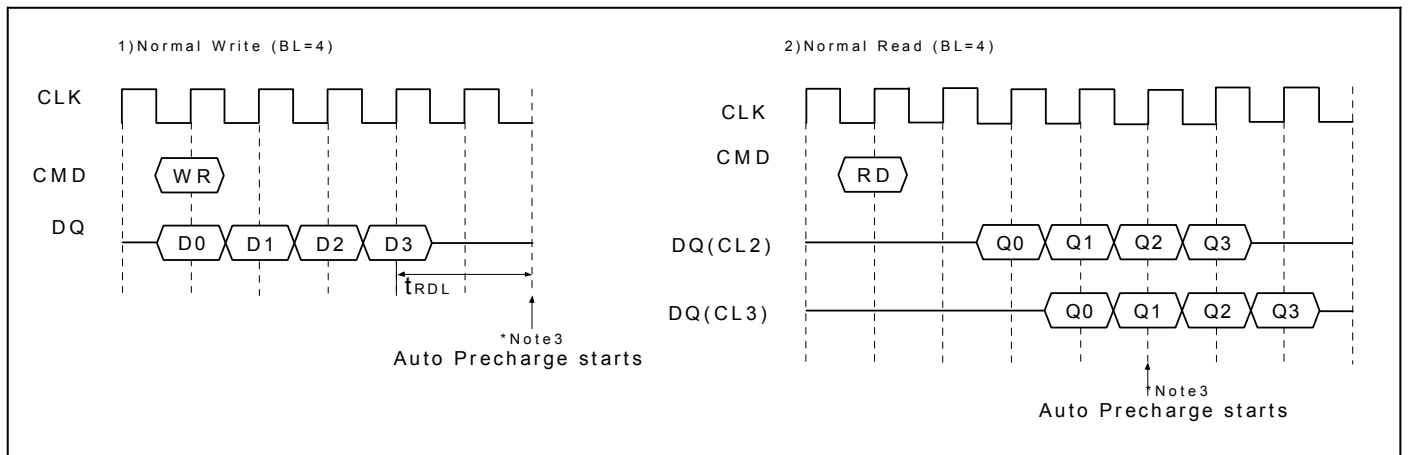 1)Normal Write (BL=4)
CLK
CMD
WR
DQ
D0 D1 D2 D3
tRDL
*Note3
Auto Precharge starts
2)Normal Read (BL=4)
CLK
CMD
RD
DQ(CL2)
Q0 Q1 Q2 Q3
DQ(CL3)
Q0 Q1 Q2 Q3
*Note3
Auto Precharge starts